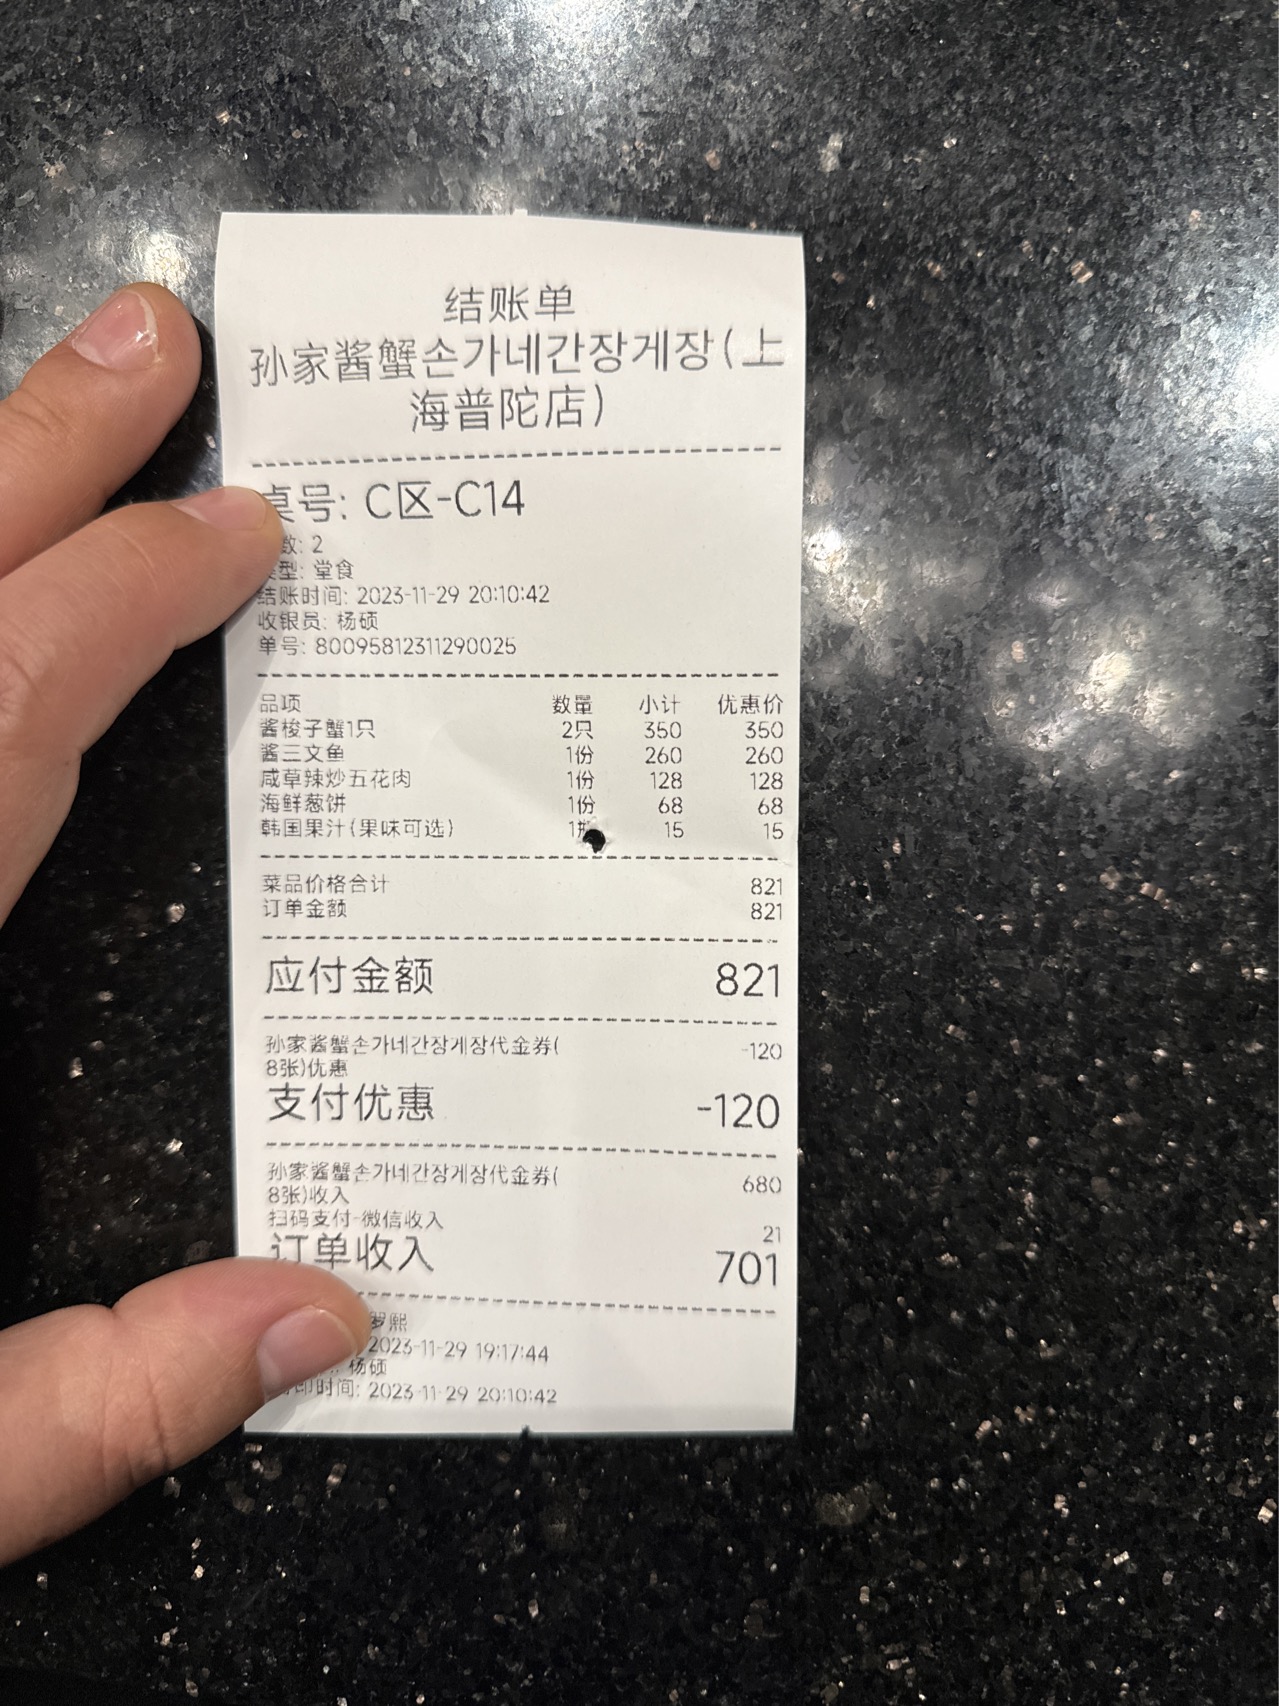 结账单
孙家酱蟹손가네간장게장(上
海普陀店)
桌号: C区-C14
数: 2
类型: 堂食
结账时间: 2023-11-29 20:10:42
收银员: 杨硕
单号: 80095812311290025
品项 数量 小计 优惠价
酱梭子蟹1只 2只 350 350
酱三文鱼 1份 260 260
咸草辣炒五花肉 1份 128 128
海鲜葱饼 1份 68 68
韩国果汁(果味可选) 1 15 15
菜品价格合计 821
订单金额 821
应付金额 821
孙家酱蟹손가네간장게장代金券( -120
8张)优惠
支付优惠 -120
孙家酱蟹손가네간장게장代金券( 680
8张)收入
扫码支付-微信收入 21
订单收入 701
罗熙
2023-11-29 19:17:44
杨硕
印时间: 2023-11-29 20:10:42